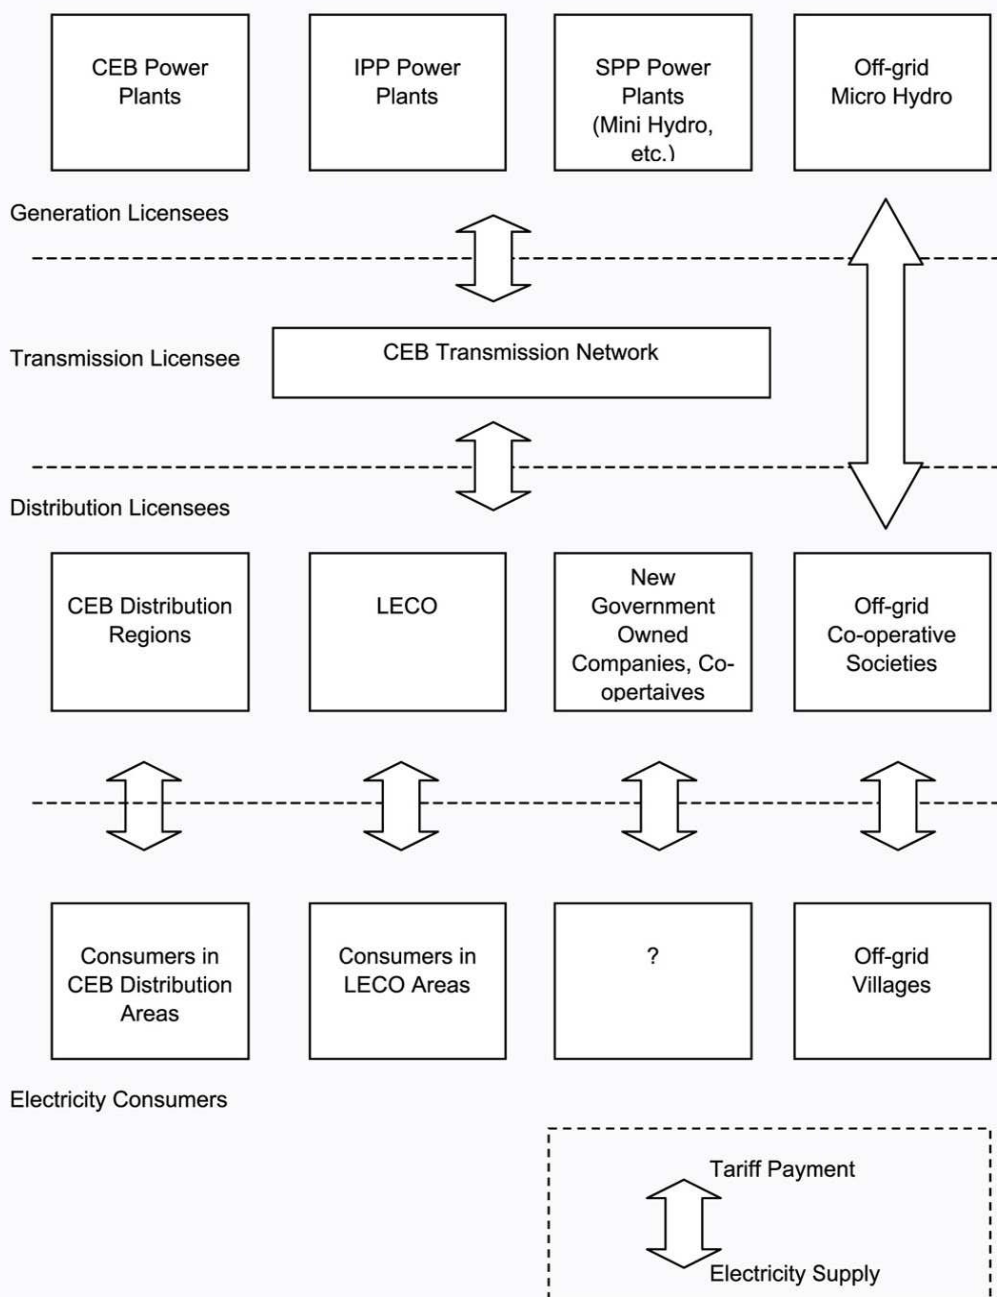 CEB Power
Plants
IPP Power
Plants
SPP Power
Plants
(Mini Hydro,
etc.)
Off-grid
Micro Hydro
Generation Licensees
Transmission Licensee
CEB Transmission Network
Distribution Licensees
CEB Distribution
Regions
LECO
New
Government
Owned
Companies, Co-
opertaives
Off-grid
Co-operative
Societies
Consumers in
CEB Distribution
Areas
Consumers in
LECO Areas
?
Off-grid
Villages
Electricity Consumers
Tariff Payment
Electricity Supply